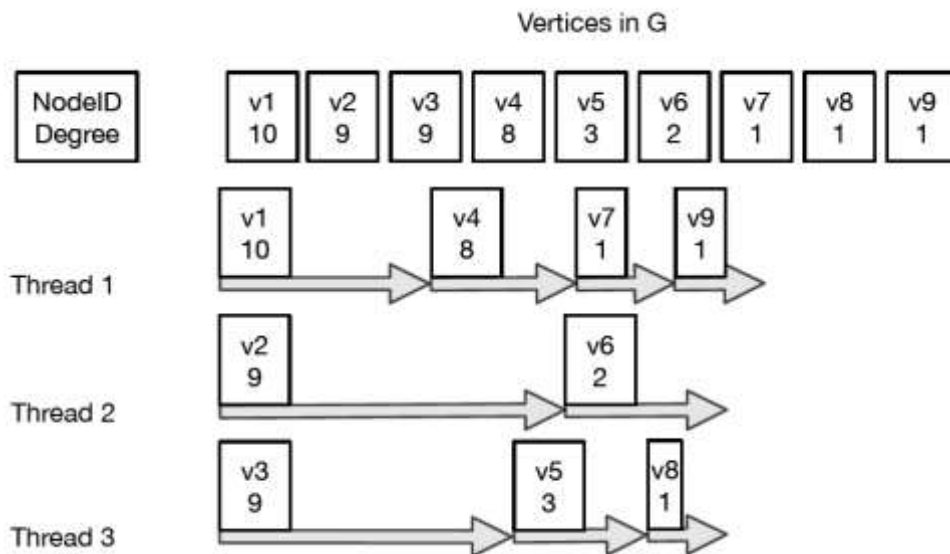 Vertices in G
NodeID v1 v2 v3 v4 v5 v6 v7 v8 v9
Degree 10 9 9 8 3 2 1 1 1
v1 v4 v7 v9
10 8 1 1
Thread 1
v2 v6
9 2
Thread 2
v3 v5 v8
9 3 1
Thread 3